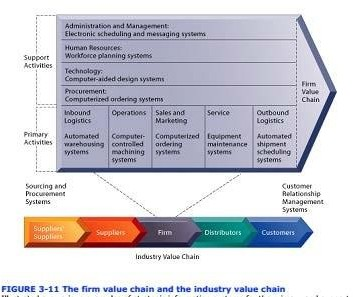 Administration and Management:
Electronic scheduling and messaging systems
Human Resources:
Workforce planning systems
Technology:
Computer-aided design systems
Procurement:
Computerized ordering systems
Support
Activities
Firm
Value
Chain
Primary
Activities
Inbound
Logistics
Automated
warehousing
systems
Operations
Computer-
controlled
machining
systems
Sales and
Marketing
Computerized
ordering
systems
Service
Equipment
maintenance
systems
Outbound
Logistics
Automated
shipment
scheduling
systems
Sourcing and
Procurement
Systems
Customer
Relationship
Management
Systems
Suppliers'
Suppliers
Suppliers
Firm
Distributors
Customers
Industry Value Chain
FIGURE 3-11 The firm value chain and the industry value chain